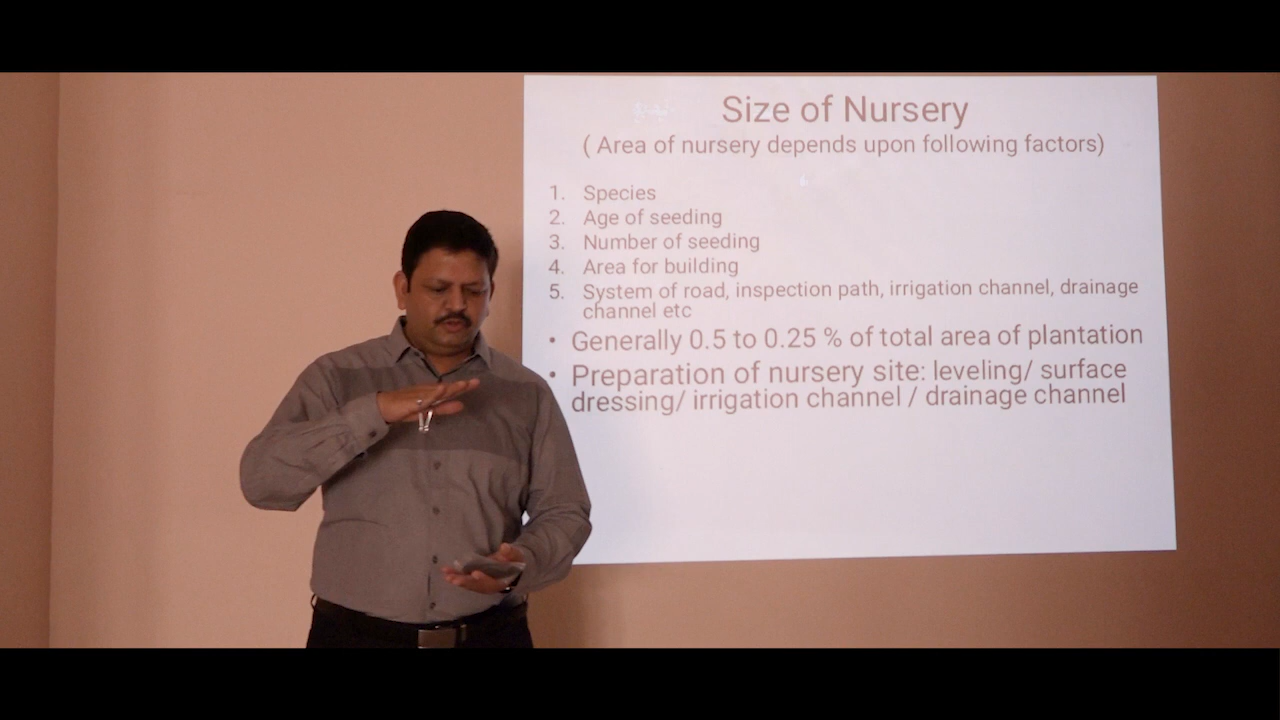 Size of Nursery
( Area of nursery depends upon following factors)
1. Species
2. Age of seeding
3. Number of seeding
4. Area for building
5. System of road, inspection path, irrigation channel, drainage
channel etc
• Generally 0.5 to 0.25 % of total area of plantation
• Preparation of nursery site: leveling/ surface
dressing/ irrigation channel / drainage channel